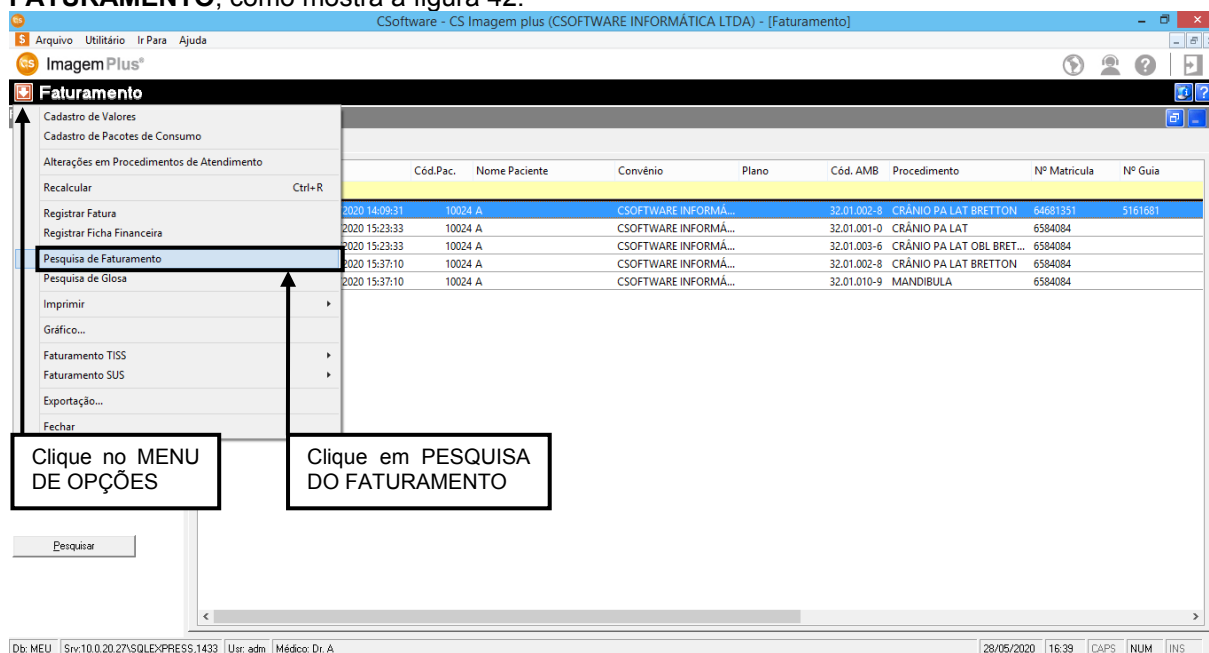 FATURAMENTO, como mostra a figura 42.
CSoftware - CS Imagem plus (CSOFTWARE INFORMÁTICA LTDA) - [Faturamento]
Arquivo Utilitário Ir Para Ajuda
Imagem Plus®
Faturamento
Cadastro de Valores
Cadastro de Pacotes de Consumo
Alterações em Procedimentos de Atendimento
Recalcular Ctrl+R
Registrar Fatura
Registrar Ficha Financeira
Pesquisa de Faturamento
Pesquisa de Glosa
Imprimir
Gráfico...
Faturamento TISS
Faturamento SUS
Exportação...
Fechar
Cód.Pac. Nome Paciente Convênio Plano Cód. AMB Procedimento Nº Matricula Nº Guia
2020 14:09:31 10024 A CSOFTWARE INFORMÁ... 32.01.002-8 CRÂNIO PA LAT BRETTON 64681351 5161681
2020 15:23:33 10024 A CSOFTWARE INFORMÁ... 32.01.001-0 CRÂNIO PA LAT 6584084
2020 15:23:33 10024 A CSOFTWARE INFORMÁ... 32.01.003-6 CRÂNIO PA LAT OBL BRET... 6584084
2020 15:37:10 10024 A CSOFTWARE INFORMÁ... 32.01.002-8 CRÂNIO PA LAT BRETTON 6584084
2020 15:37:10 10024 A CSOFTWARE INFORMÁ... 32.01.010-9 MANDIBULA 6584084
Clique no MENU
DE OPÇÕES
Clique em PESQUISA
DO FATURAMENTO
Pesquisar
Db: MEU Srv:10.0.20.27\SQLEXPRESS,1433 Usr: adm Médico: Dr. A 28/05/2020 16:39 CAPS NUM INS